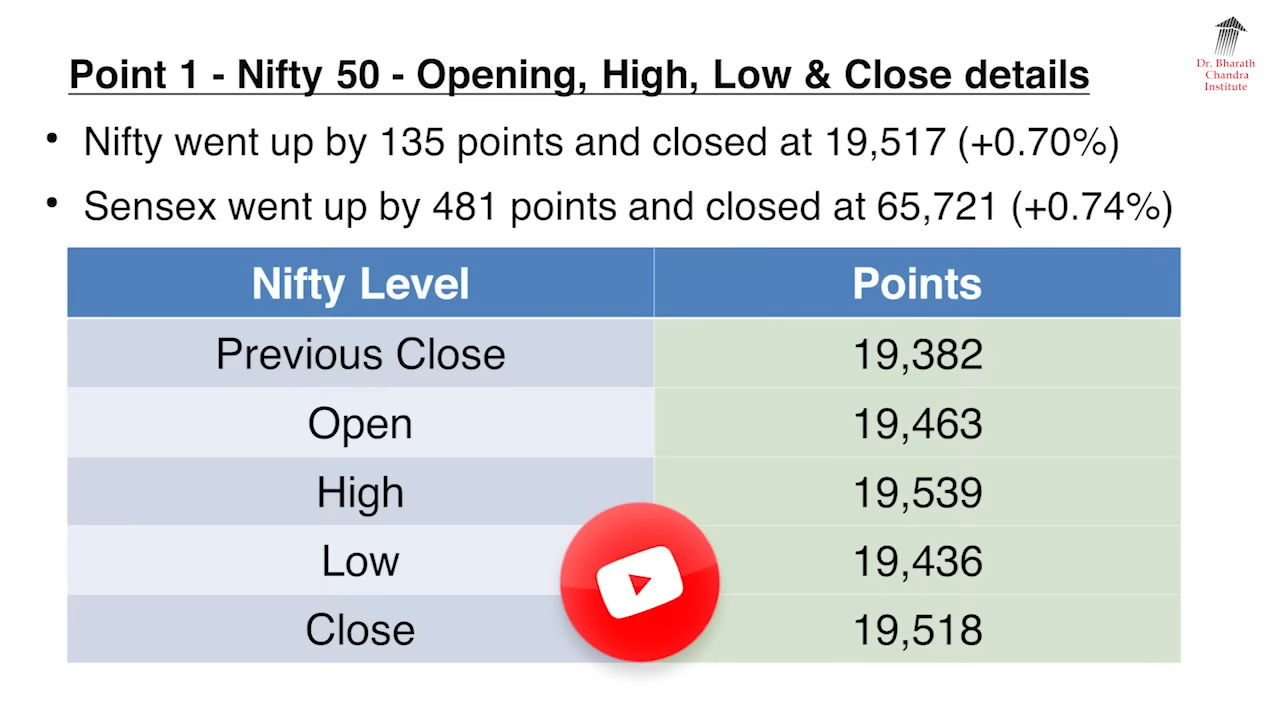 Dr. Bharath
Chandra
Institute
Point 1 - Nifty 50 - Opening, High, Low & Close details
• Nifty went up by 135 points and closed at 19,517 (+0.70%)
• Sensex went up by 481 points and closed at 65,721 (+0.74%)
Nifty Level Points
Previous Close 19,382
Open 19,463
High 19,539
Low 19,436
Close 19,518